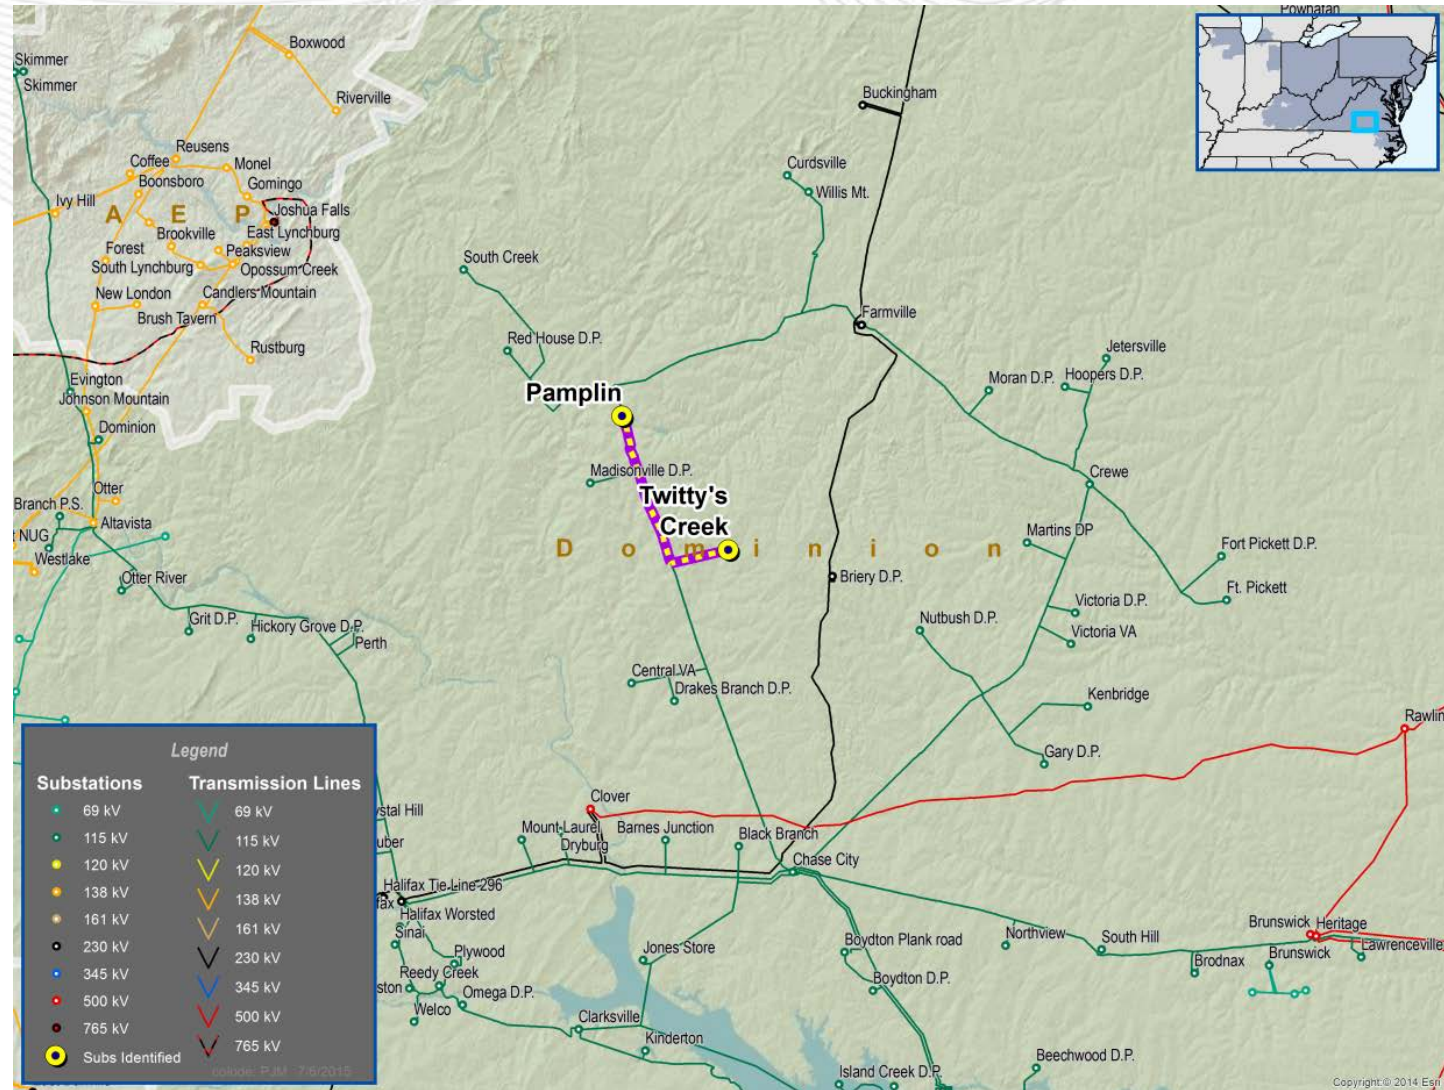 Powhatan
Boxwood
Skimmer
Skimmer
Riverville
Buckingham
Reusens
Coffee
Monel
Boonsboro
Gomingo
Curdsville
Willis Mt.
Ivy Hill
A E P
Joshua Falls
Brookville
East Lynchburg
Forest
Peaksview
South Lynchburg
Opossum Creek
South Creek
New London
Candlers Mountain
Brush Tavern
Farmville
Rustburg
Red House D.P.
Jetersville
Evington
Moran D.P.
Hoopers D.P.
Johnson Mountain
Pamplin
Dominion
Madisonville D.P.
Crewe
Otter
Twitty's
Creek
Branch P.S.
Altavista
NUG
Westlake
D o m i n i o n
Martins DP
Fort Pickett D.P.
Otter River
Briery D.P.
Ft. Pickett
Grit D.P.
Hickory Grove D.P.
Perth
Nutbush D.P.
Victoria D.P.
Victoria VA
Central VA
Drakes Branch D.P.
Kenbridge
Rawlin
Gary D.P.
Legend
Substations
Transmission Lines
69 kV
69 kV
115 kV
115 kV
120 kV
120 kV
138 kV
138 kV
161 kV
161 kV
230 kV
230 kV
345 kV
345 kV
500 kV
500 kV
765 kV
765 kV
Subs Identified
Clover
ystal Hill
uber
Mount Laurel
Dryburg
Barnes Junction
Black Branch
Chase City
Halifax Tie Line 296
fax
Halifax Worsted
Sinai
Plywood
Jones Store
Boydton Plank road
Northview
South Hill
Brunswick
Heritage
Lawrenceville
Brodnax
Brunswick
Reedy Creek
ston
Omega D.P.
Welco
Boydton D.P.
Clarksville
Kinderton
Island Creek D.P.
Beechwood D.P.
Copyright:© 2014 Esri